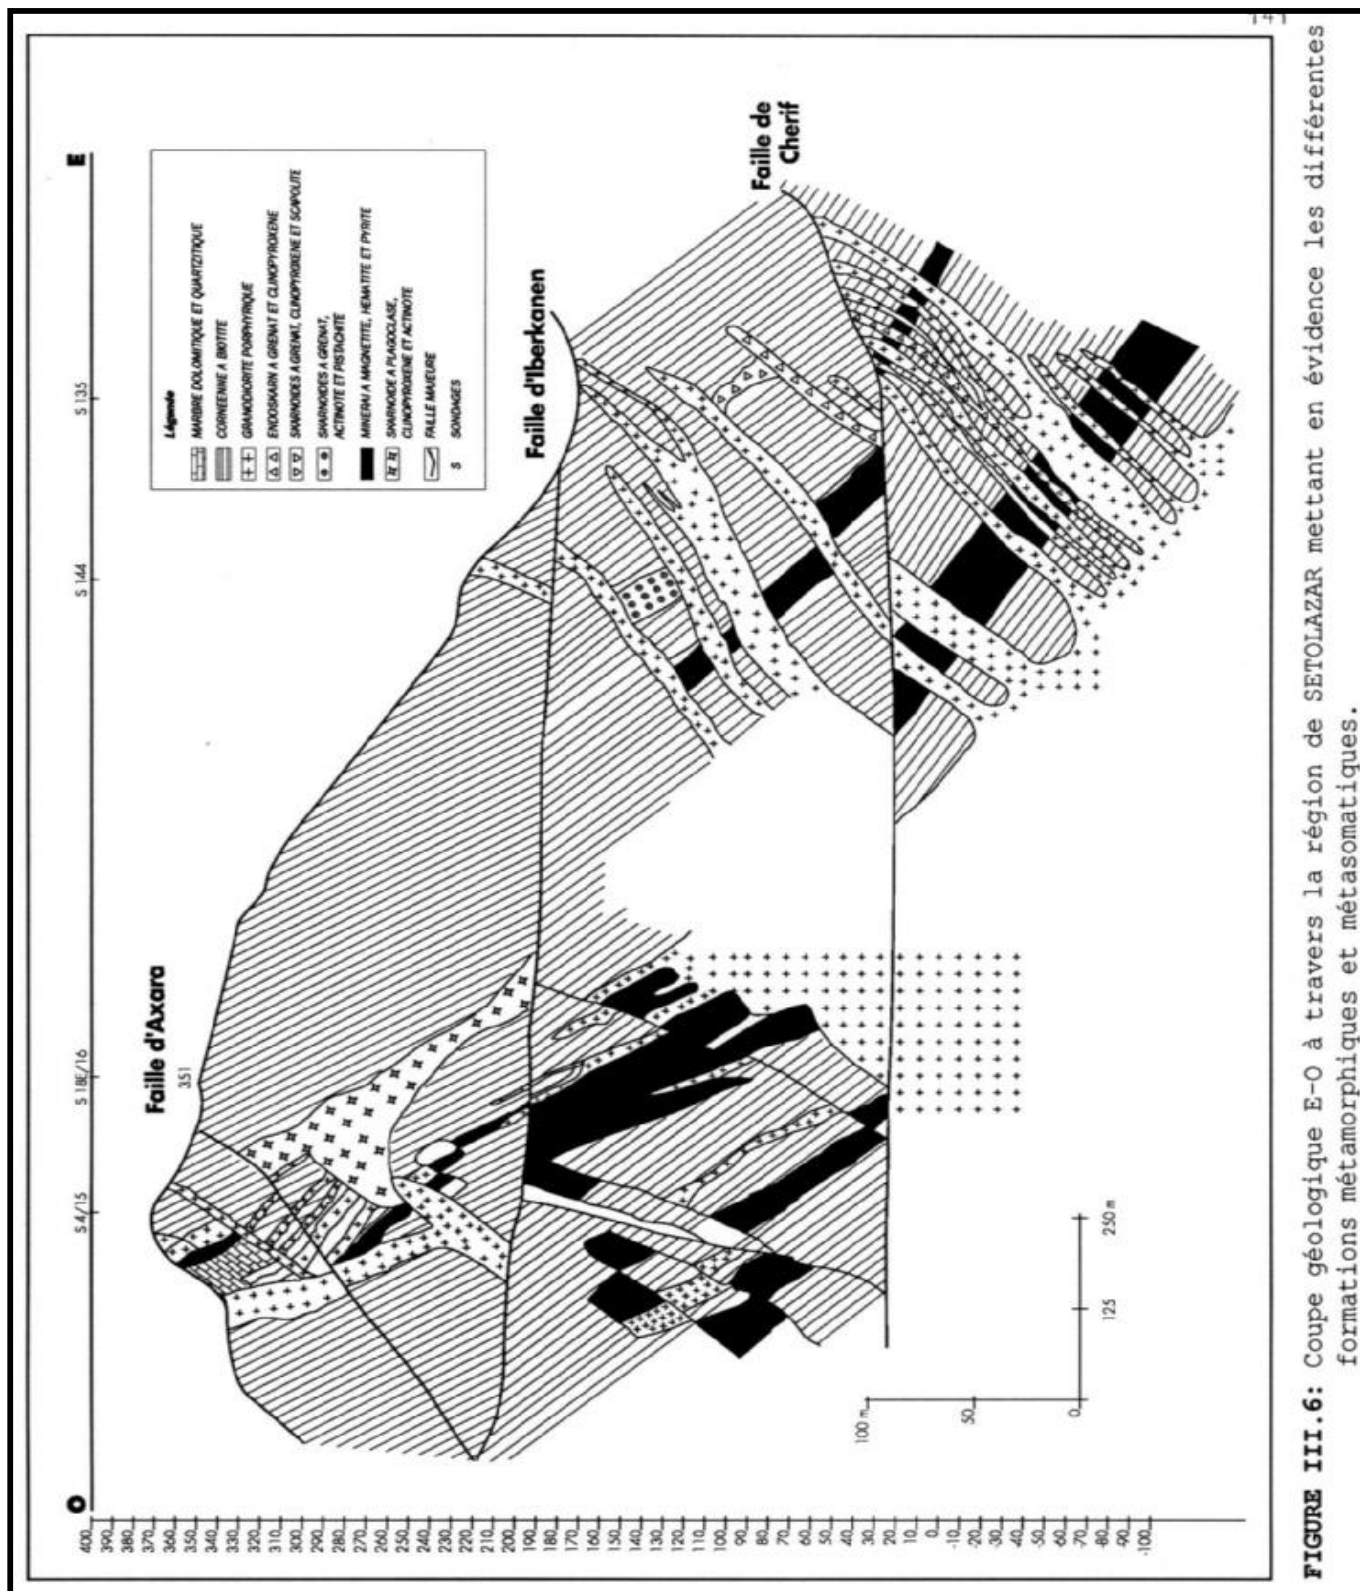 141
O
E
S 4/15
S 18E/16
S 144
S 135
400
390
370
360
350
340
330
320
310
300
290
280
270
260
250
240
230
220
210
200
190
180
170
160
150
140
130
120
110
100
90
80
70
60
50
40
30
20
10
0
-10
-20
-30
-40
-50
-60
-70
-80
-90
-100
Légende
MARBRE DOLOMITIQUE ET QUARTZITIQUE
CORNEENNE A BIOTITE
GRANODIORITE PORPHYRIQUE
ENDOSKARN A GRENAT ET CLINOPYROXENE
SKARNOIDES A GRENAT, CLINOPYROXENE ET SCAPOLITE
SKARNOIDES A GRENAT,
ACTINOTE ET PISTACHITE
MINERAI A MAGNETITE, HEMATITE ET PYRITE
SKARNOIDE A PLAGIOCLASE,
CLINOPYROXENE ET ACTINOTE
FAILLE MAJEURE
S SONDAGES
Faille d'Axara
351
Faille d'Iberkanen
Faille de
Cherif
100 m
50
0
125
250 m
FIGURE III.6: Coupe géologique E-O à travers la région de SETOLAZAR mettant en évidence les différentes
formations métamorphiques et métasomatiques.